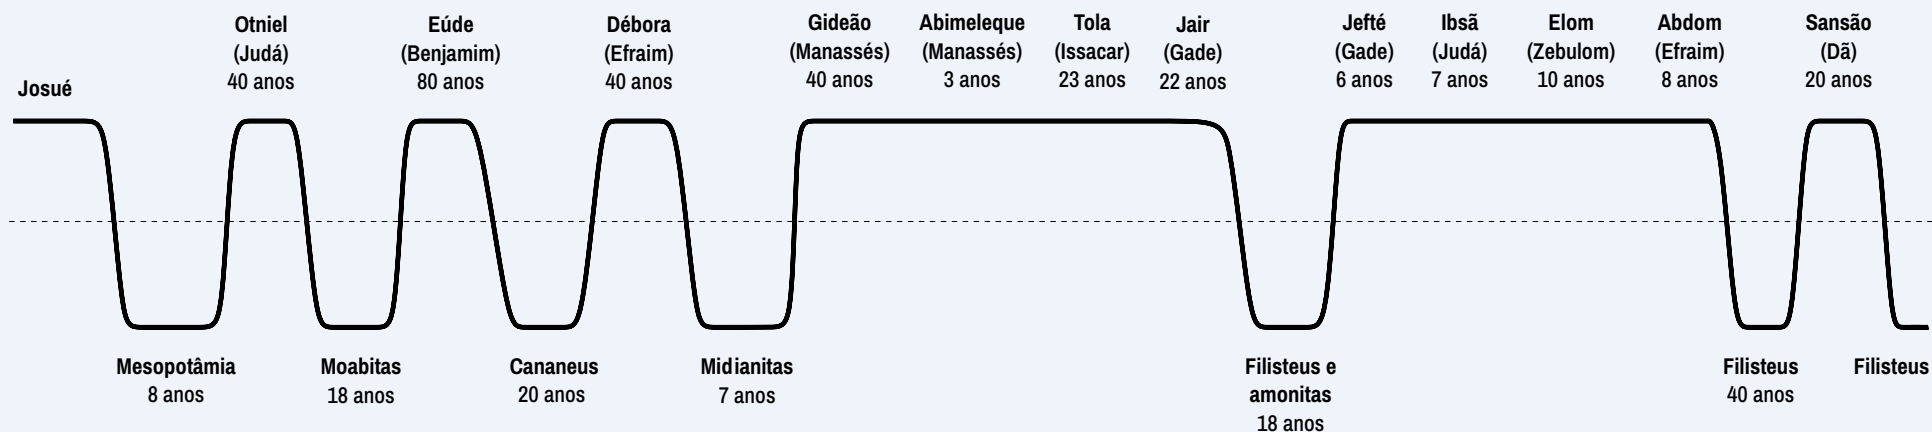 Josué
Otniel
(Judá)
40 anos
Eúde
(Benjamim)
80 anos
Débora
(Efraim)
40 anos
Gideão
(Manassés)
40 anos
Abimeleque
(Manassés)
3 anos
Tola
(Issacar)
23 anos
Jair
(Gade)
22 anos
Jefté
(Gade)
6 anos
Ibsã
(Judá)
7 anos
Elom
(Zebulom)
10 anos
Abdom
(Efraim)
8 anos
Sansão
(Dã)
20 anos
Mesopotâmia
8 anos
Moabitas
18 anos
Cananeus
20 anos
Midianitas
7 anos
Filisteus e
amonitas
18 anos
Filisteus
40 anos
Filisteus